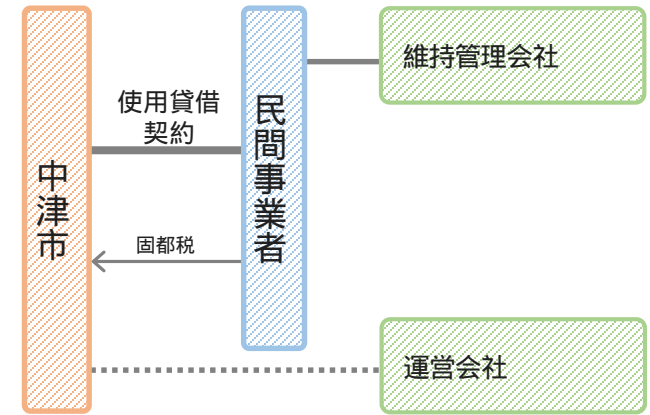 中津市
使用貸借
契約
固都税
民間事業者
維持管理会社
運営会社